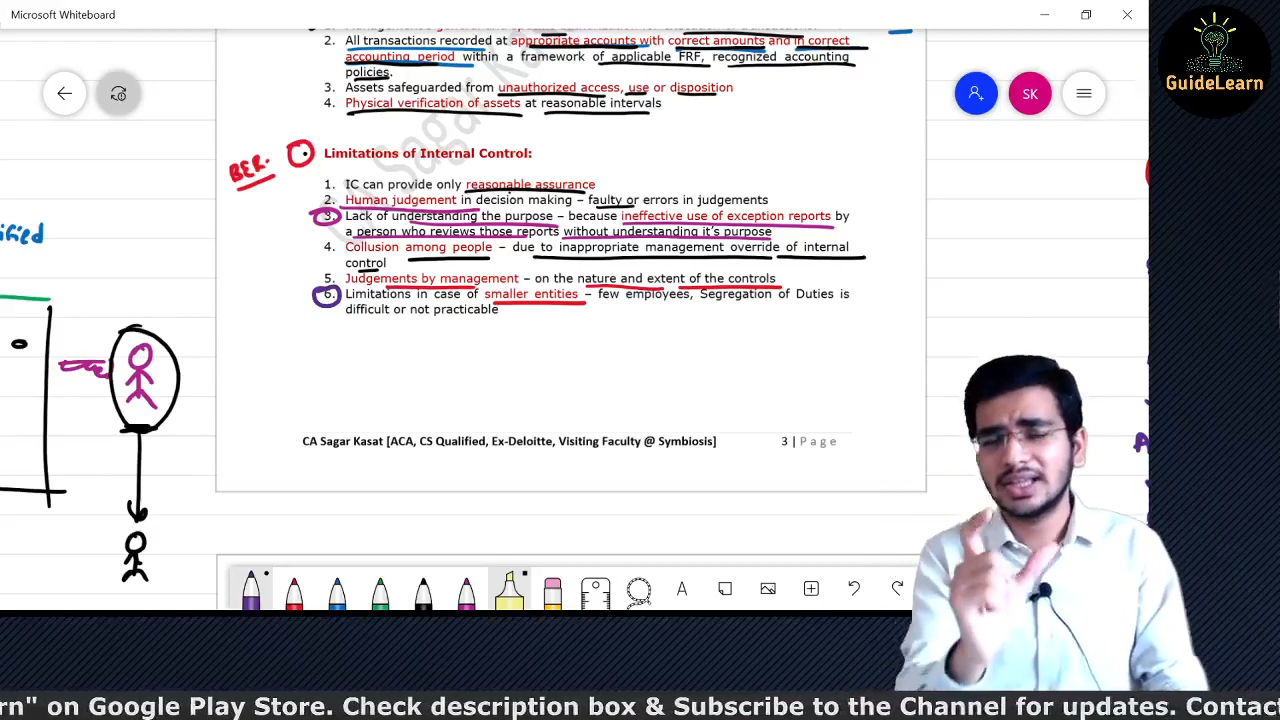 Microsoft Whiteboard
2. All transactions recorded at appropriate accounts with correct amounts and in correct
accounting period within a framework of applicable FRF, recognized accounting
policies.
3. Assets safeguarded from unauthorized access, use or disposition
4. Physical verification of assets at reasonable intervals
GuideLearn
SK
BER.
Limitations of Internal Control:
1. IC can provide only reasonable assurance
2. Human judgement in decision making – faulty or errors in judgements
3. Lack of understanding the purpose – because ineffective use of exception reports by
a person who reviews those reports without understanding it's purpose
4. Collusion among people – due to inappropriate management override of internal
control
5. Judgements by management – on the nature and extent of the controls
6. Limitations in case of smaller entities – few employees, Segregation of Duties is
difficult or not practicable
CA Sagar Ka
CA Sagar Kasat [ACA, CS Qualified, Ex-Deloitte, Visiting Faculty @ Symbiosis] 3 | Page
A
rn" on Google Play Store. Check description box & Subscribe to the Channel for updates. Contact